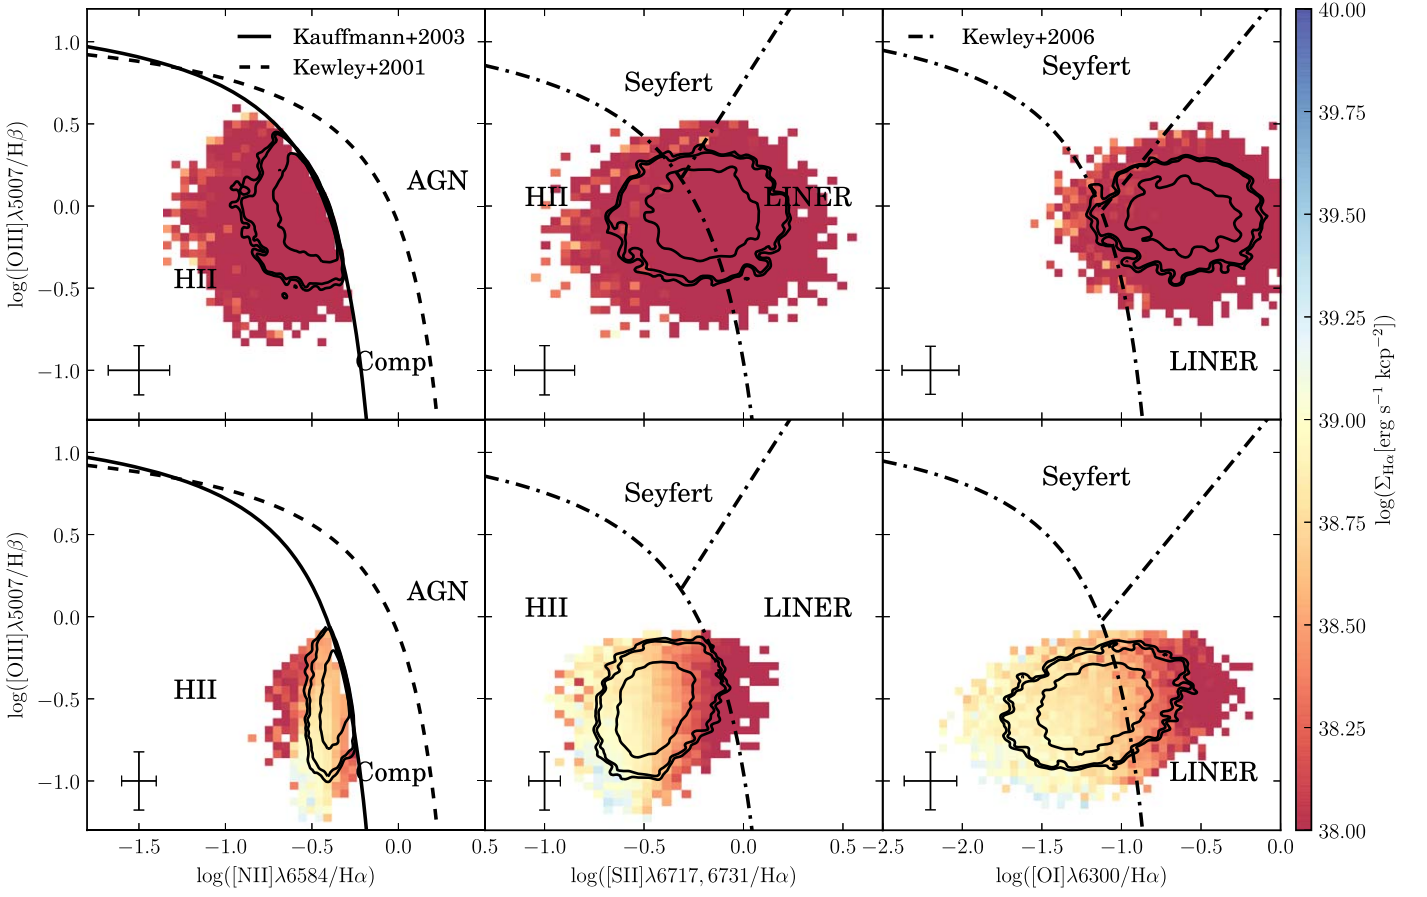 Kauffmann+2003
Kewley+2001
Kewley+2006
Seyfert
Seyfert
AGN
HII
LINER
HII
Comp
LINER
1.0
0.5
0.0
−0.5
−1.0
log([OIII]λ5007/Hβ)
Seyfert
Seyfert
AGN
HII
LINER
HII
Comp
LINER
1.0
0.5
0.0
−0.5
−1.0
log([OIII]λ5007/Hβ)
−1.5 −1.0 −0.5 0.0 0.5
−1.0 −0.5 0.0 0.5
−2.5 −2.0 −1.5 −1.0 −0.5 0.0
log([NII]λ6584/Hα)
log([SII]λ6717, 6731/Hα)
log([OI]λ6300/Hα)
40.00
39.75
39.50
39.25
39.00
38.75
38.50
38.25
38.00
log(Σ_Hα[erg s⁻¹ kcp⁻²])